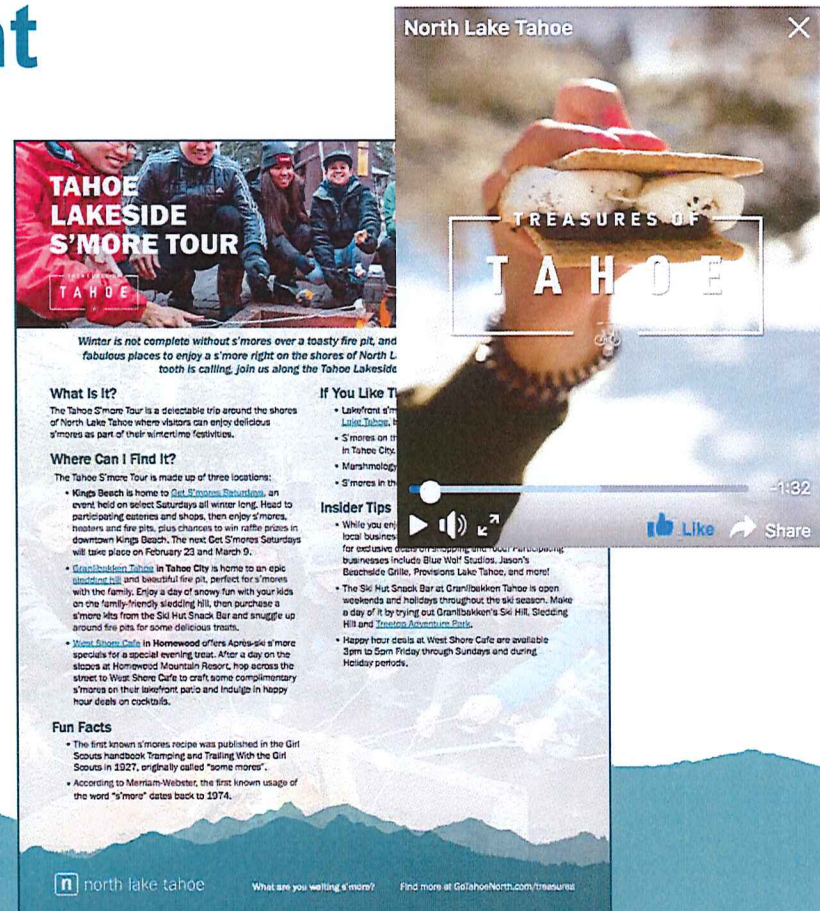 nt
North Lake Tahoe
TREASURES OF
TAHOE
-1:32
Like Share
TAHOE
LAKESIDE
S'MORE TOUR
TAHOE
Winter is not complete without s'mores over a toasty fire pit, and
fabulous places to enjoy a s'more right on the shores of North L
tooth is calling, join us along the Tahoe Lakeside
What Is It?
The Tahoe S'more Tour is a delectable trip around the shores
of North Lake Tahoe where visitors can enjoy delicious
s'mores as part of their wintertime festivities.
Where Can I Find It?
The Tahoe S'more Tour is made up of three locations:
• Kings Beach is home to Get S'mores Saturdays, an
event held on select Saturdays all winter long. Head to
participating eateries and shops, then enjoy s'mores,
heaters and fire pits, plus chances to win raffle prizes in
downtown Kings Beach. The next Get S'mores Saturdays
will take place on February 23 and March 9.
• Granlibakken Tahoe in Tahoe City is home to an epic
sledding hill and beautiful fire pit, perfect for s'mores
with the family. Enjoy a day of snowy fun with your kids
on the family-friendly sledding hill, then purchase a
s'more kits from the Ski Hut Snack Bar and snuggle up
around fire pits for some delicious treats.
• West Shore Cafe in Homewood offers Après-ski s'more
specials for a special evening treat. After a day on the
slopes at Homewood Mountain Resort, hop across the
street to West Shore Cafe to craft some complimentary
s'mores on their lakefront patio and indulge in happy
hour deals on cocktails.
Fun Facts
• The first known s'mores recipe was published in the Girl
Scouts handbook Tramping and Trailing With the Girl
Scouts in 1927, originally called "some mores".
• According to Merriam-Webster, the first known usage of
the word "s'more" dates back to 1974.
If You Like T
• Lakefront s'm
Lake Tahoe,
• S'mores on th
in Tahoe City.
• Marshmology
• S'mores in the
Insider Tips
• While you enj
local busines
for exclusive deals on shopping and food. Participating
businesses include Blue Wolf Studios, Jason's
Beachside Grille, Provisions Lake Tahoe, and more!
• The Ski Hut Snack Bar at Granlibakken Tahoe is open
weekends and holidays throughout the ski season. Make
a day of it by trying out Granlibakken's Ski Hill, Sledding
Hill and Treetop Adventure Park.
• Happy hour deals at West Shore Cafe are available
3pm to 5pm Friday through Sundays and during
Holiday periods.
n north lake tahoe
What are you waiting s'more?
Find more at GoTahoeNorth.com/treasures